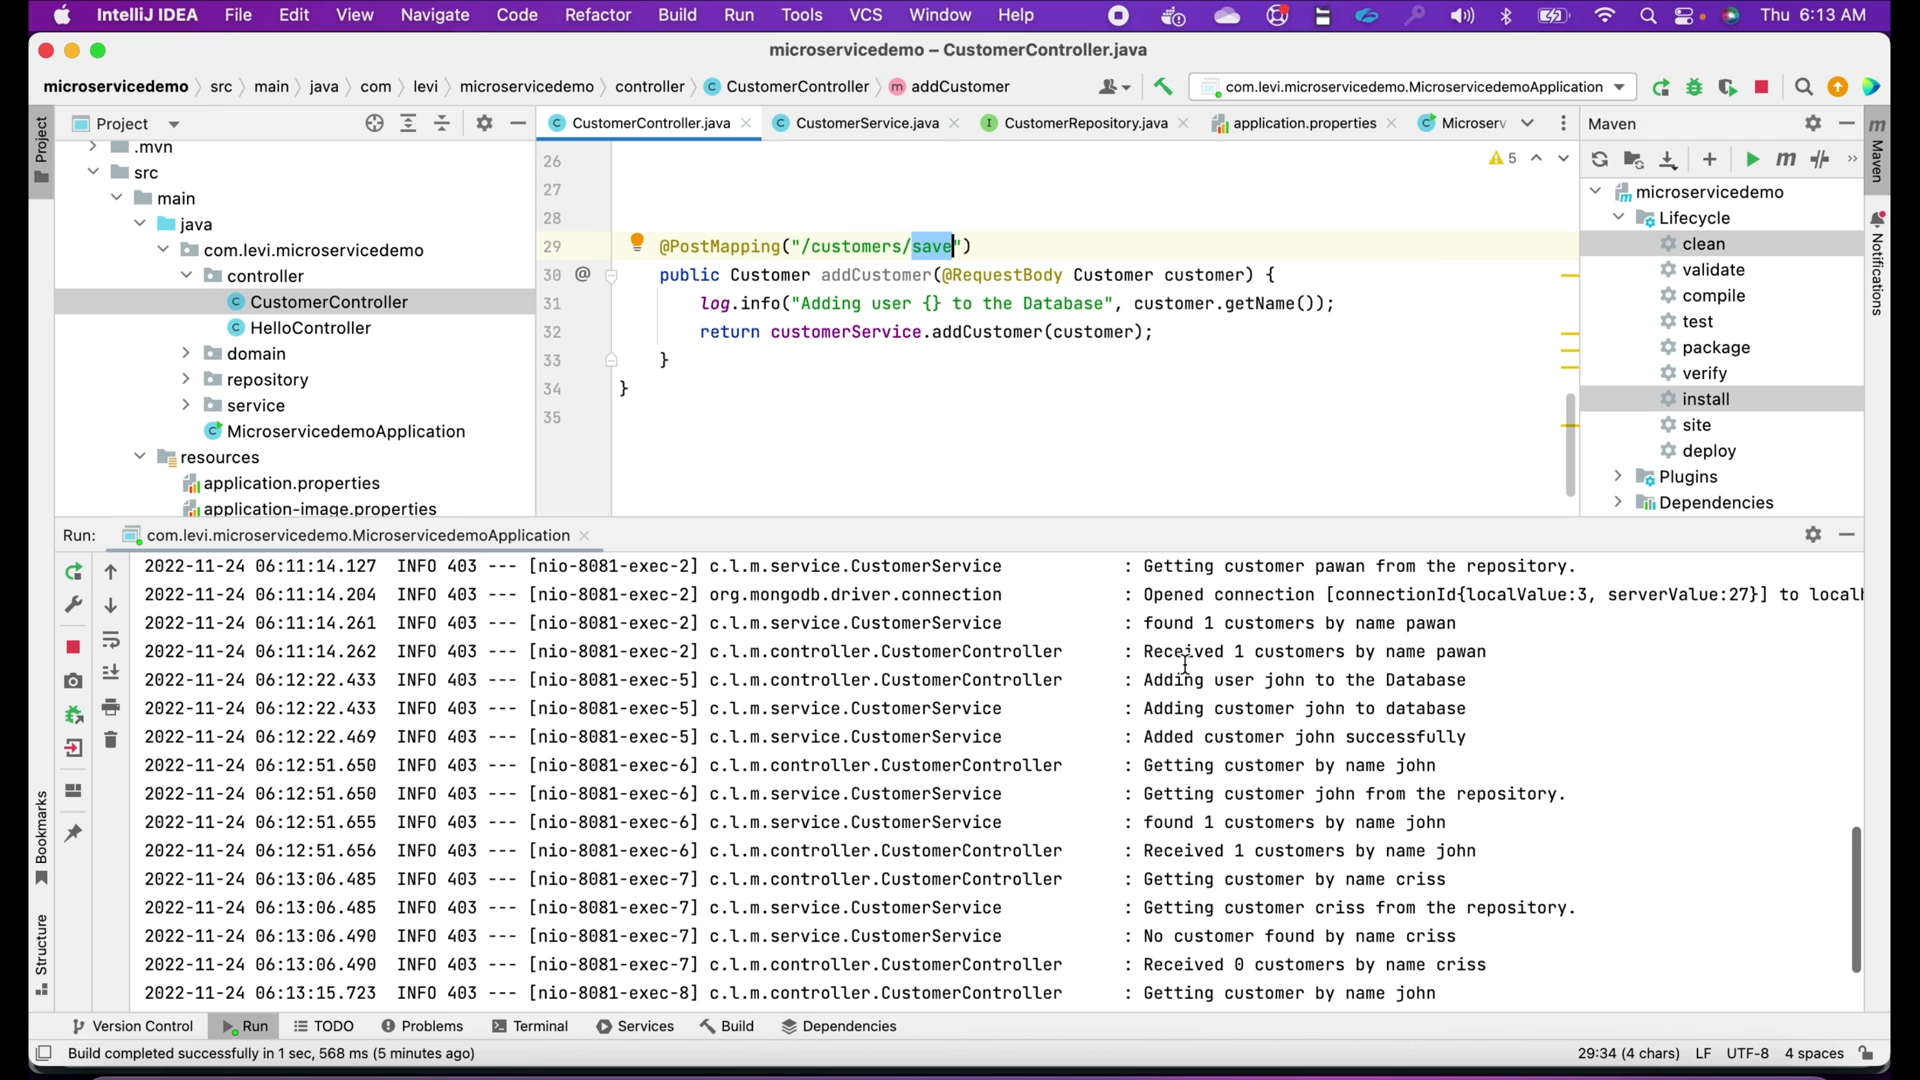 IntelliJ IDEA File Edit View Navigate Code Refactor Build Run Tools VCS Window Help Thu 6:13 AM
microservicedemo – CustomerController.java
microservicedemo src main java com levi microservicedemo controller CustomerController addCustomer com.levi.microservicedemo.MicroservicedemoApplication
Project CustomerController.java CustomerService.java CustomerRepository.java application.properties Microserv Maven
.mvn
src
main
java
com.levi.microservicedemo
controller
CustomerController
HelloController
domain
repository
service
MicroservicedemoApplication
resources
application.properties
application-image.properties
26 5
27
28
29 @PostMapping("/customers/save")
30 @ public Customer addCustomer(@RequestBody Customer customer) {
31 log.info("Adding user {} to the Database", customer.getName());
32 return customerService.addCustomer(customer);
33 }
34 }
35
microservicedemo
Lifecycle
clean
validate
compile
test
package
verify
install
site
deploy
Plugins
Dependencies
Project
Bookmarks
Structure
Maven
Notifications
Run: com.levi.microservicedemo.MicroservicedemoApplication
2022-11-24 06:11:14.127 INFO 403 --- [nio-8081-exec-2] c.l.m.service.CustomerService : Getting customer pawan from the repository.
2022-11-24 06:11:14.204 INFO 403 --- [nio-8081-exec-2] org.mongodb.driver.connection : Opened connection [connectionId{localValue:3, serverValue:27}] to localh
2022-11-24 06:11:14.261 INFO 403 --- [nio-8081-exec-2] c.l.m.service.CustomerService : found 1 customers by name pawan
2022-11-24 06:11:14.262 INFO 403 --- [nio-8081-exec-2] c.l.m.controller.CustomerController : Received 1 customers by name pawan
2022-11-24 06:12:22.433 INFO 403 --- [nio-8081-exec-5] c.l.m.controller.CustomerController : Adding user john to the Database
2022-11-24 06:12:22.433 INFO 403 --- [nio-8081-exec-5] c.l.m.service.CustomerService : Adding customer john to database
2022-11-24 06:12:22.469 INFO 403 --- [nio-8081-exec-5] c.l.m.service.CustomerService : Added customer john successfully
2022-11-24 06:12:51.650 INFO 403 --- [nio-8081-exec-6] c.l.m.controller.CustomerController : Getting customer by name john
2022-11-24 06:12:51.650 INFO 403 --- [nio-8081-exec-6] c.l.m.service.CustomerService : Getting customer john from the repository.
2022-11-24 06:12:51.655 INFO 403 --- [nio-8081-exec-6] c.l.m.service.CustomerService : found 1 customers by name john
2022-11-24 06:12:51.656 INFO 403 --- [nio-8081-exec-6] c.l.m.controller.CustomerController : Received 1 customers by name john
2022-11-24 06:13:06.485 INFO 403 --- [nio-8081-exec-7] c.l.m.controller.CustomerController : Getting customer by name criss
2022-11-24 06:13:06.485 INFO 403 --- [nio-8081-exec-7] c.l.m.service.CustomerService : Getting customer criss from the repository.
2022-11-24 06:13:06.490 INFO 403 --- [nio-8081-exec-7] c.l.m.service.CustomerService : No customer found by name criss
2022-11-24 06:13:06.490 INFO 403 --- [nio-8081-exec-7] c.l.m.controller.CustomerController : Received 0 customers by name criss
2022-11-24 06:13:15.723 INFO 403 --- [nio-8081-exec-8] c.l.m.controller.CustomerController : Getting customer by name john
Version Control Run TODO Problems Terminal Services Build Dependencies
Build completed successfully in 1 sec, 568 ms (5 minutes ago) 29:34 (4 chars) LF UTF-8 4 spaces